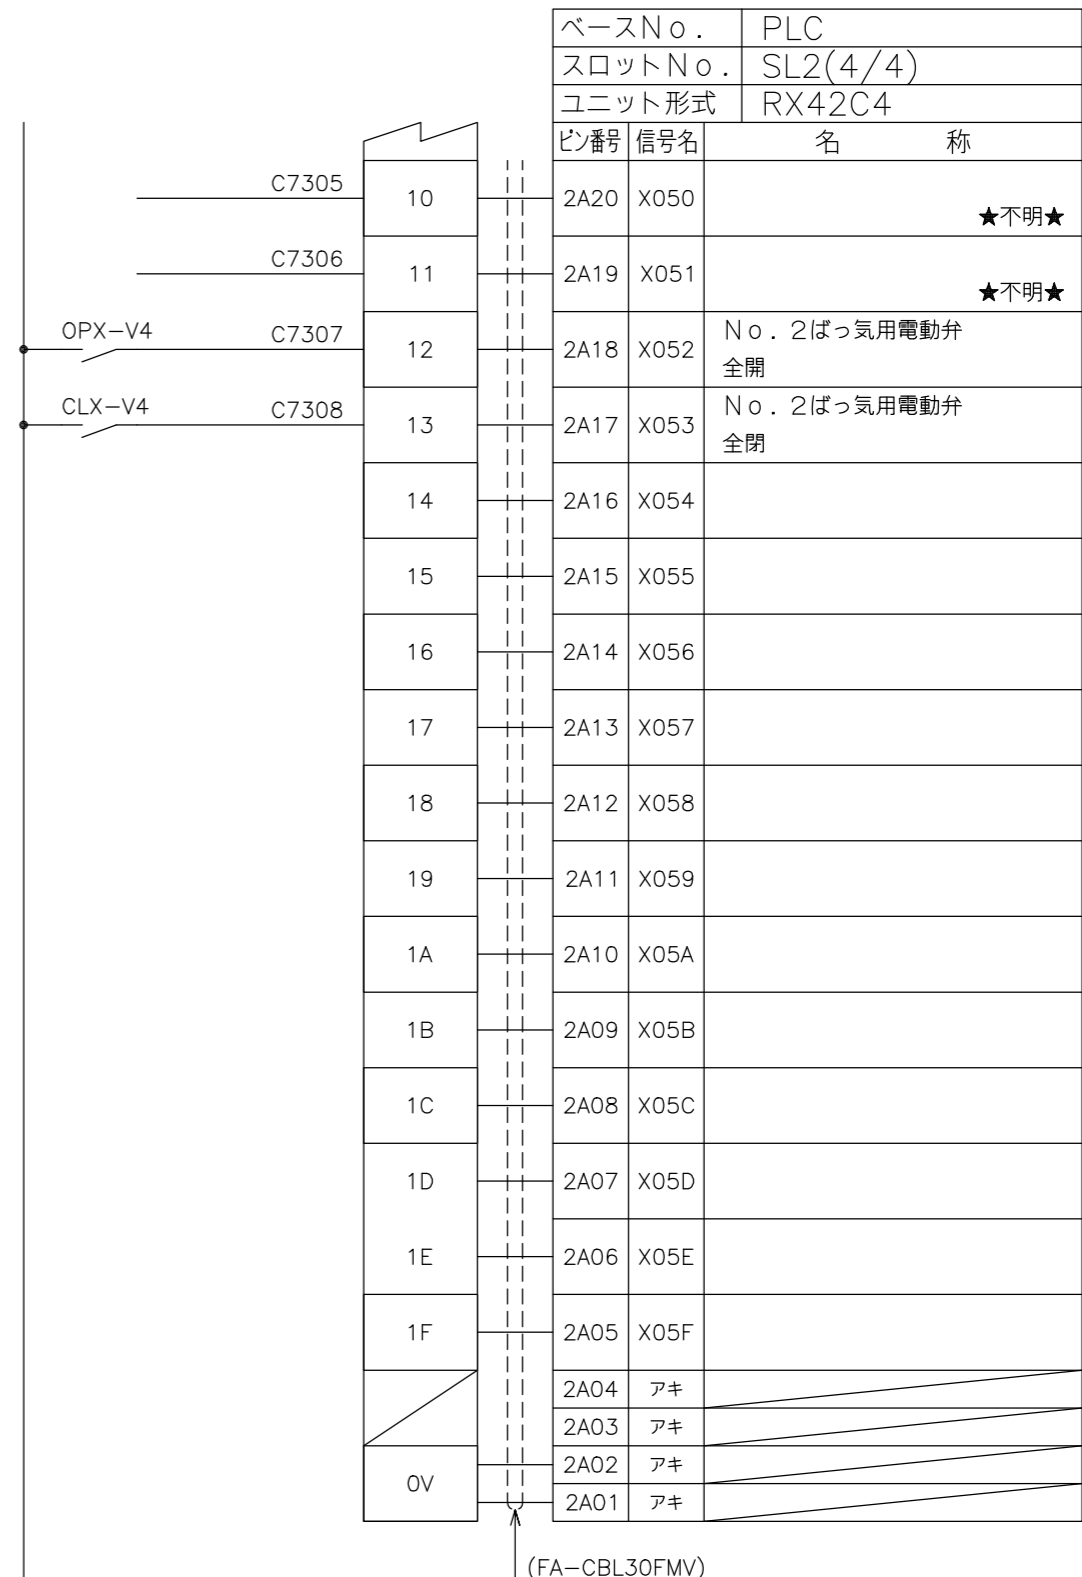 ベースNo. PLC
スロットNo. SL2(4/4)
ユニット形式 RX42C4
ピン番号 信号名 名 称
C7305 10 2A20 X050 ★不明★
C7306 11 2A19 X051 ★不明★
OPX-V4 C7307 12 2A18 X052 No.2ばっ気用電動弁
全開
CLX-V4 C7308 13 2A17 X053 No.2ばっ気用電動弁
全閉
14 2A16 X054
15 2A15 X055
16 2A14 X056
17 2A13 X057
18 2A12 X058
19 2A11 X059
1A 2A10 X05A
1B 2A09 X05B
1C 2A08 X05C
1D 2A07 X05D
1E 2A06 X05E
1F 2A05 X05F
2A04 アキ
2A03 アキ
0V 2A02 アキ
2A01 アキ
(FA-CBL30FMV)